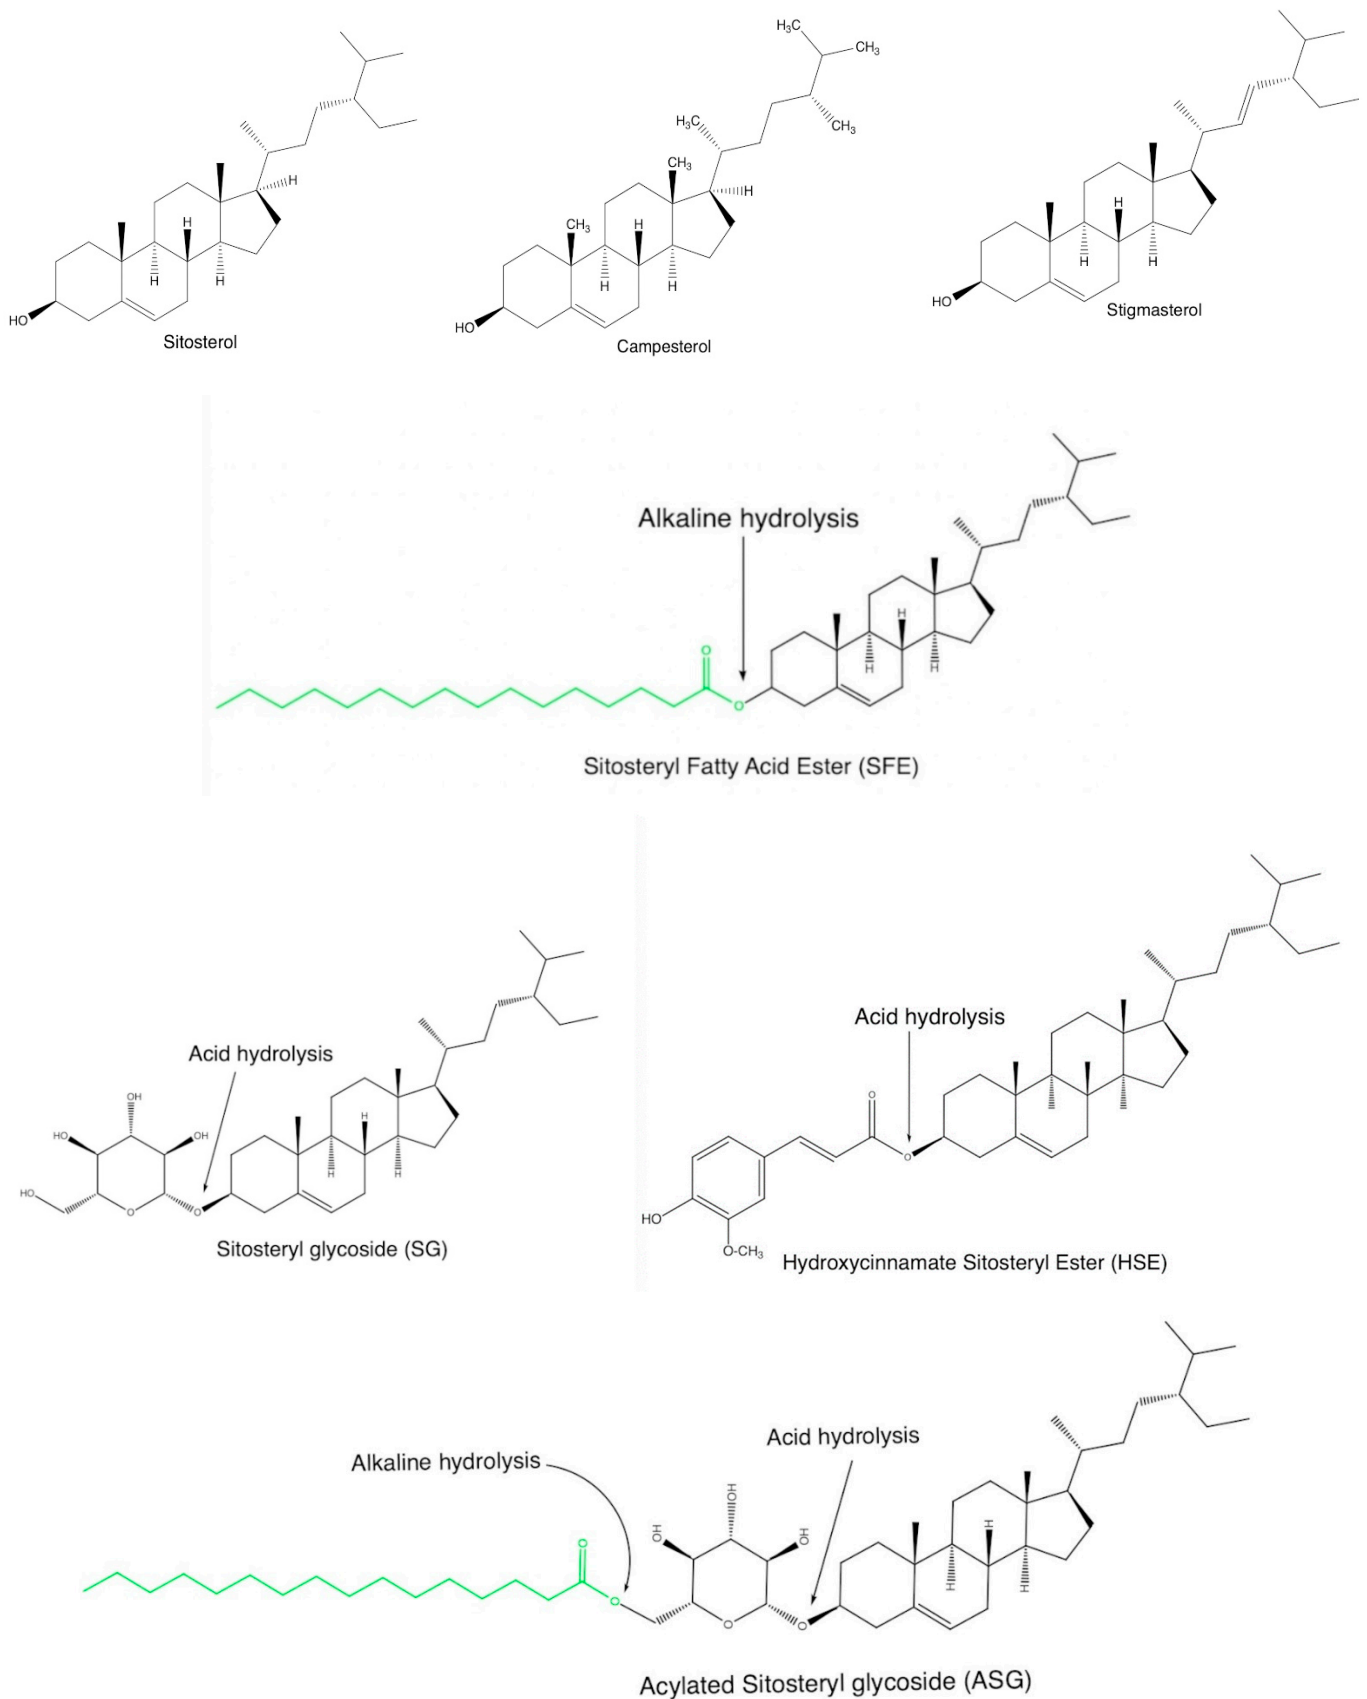 H₃C
CH₃
H₃C
CH₃
CH₃
H
CH₃
H
H
H
H
H
H
H
H
H
H
HO
HO
HO
Sitosterol
Campesterol
Stigmasterol
Alkaline hydrolysis
H
H
H
O
O
Sitosteryl Fatty Acid Ester (SFE)
Acid hydrolysis
OH
HO
OH
HO
O
O
H
H
H
Sitosteryl glycoside (SG)
Acid hydrolysis
O
O
HO
O-CH₃
Hydroxycinnamate Sitosteryl Ester (HSE)
Acid hydrolysis
Alkaline hydrolysis
OH
OH
OH
O
O
O
O
H
H
H
Acylated Sitosteryl glycoside (ASG)